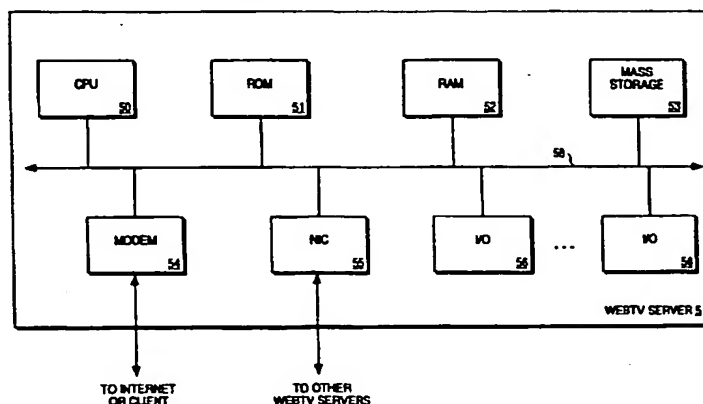 CPU
50
ROM
51
RAM
52
MASS
STORAGE
53
58
MODEM
54
NIC
55
I/O
56
...
I/O
56
WEBTV SERVER 5
TO INTERNET
OR CLIENT
TO OTHER
WEBTV SERVERS